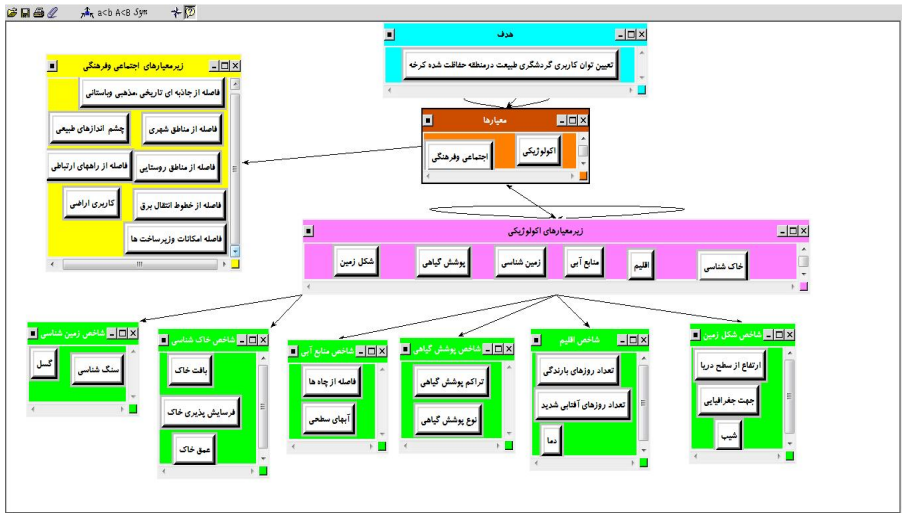 a<b A<B Syn
هدف
تعیین توان کاربری گردشگری طبیعت درمنطقه حفاظت شده کرخه
زیرمعیارهای اجتماعی وفرهنگی
فاصله از جاذبه ای تاریخی ،مذهبی وباستانی
فاصله از مناطق شهری
چشم اندازهای طبیعی
فاصله از مناطق روستایی
فاصله از راههای ارتباطی
فاصله از خطوط انتقال برق
کاربری اراضی
فاصله امکانات وزیرساخت ها
معیارها
اکولوژیکی
اجتماعی وفرهنگی
زیرمعیارهای اکولوژیکی
خاک شناسی
اقلیم
منابع آبی
زمین شناسی
پوشش گیاهی
شکل زمین
شاخص شکل زمین
ارتفاع از سطح دریا
جهت جغرافیایی
شیب
شاخص اقلیم
تعداد روزهای بارندگی
تعداد روزهای آفتابی شدید
دما
شاخص پوشش گیاهی
تراکم پوشش گیاهی
نوع پوشش گیاهی
شاخص منابع آبی
فاصله از چاه ها
آبهای سطحی
شاخص خاک شناسی
بافت خاک
فرسایش پذیری خاک
عمق خاک
شاخص زمین شناسی
سنگ شناسی
گسل